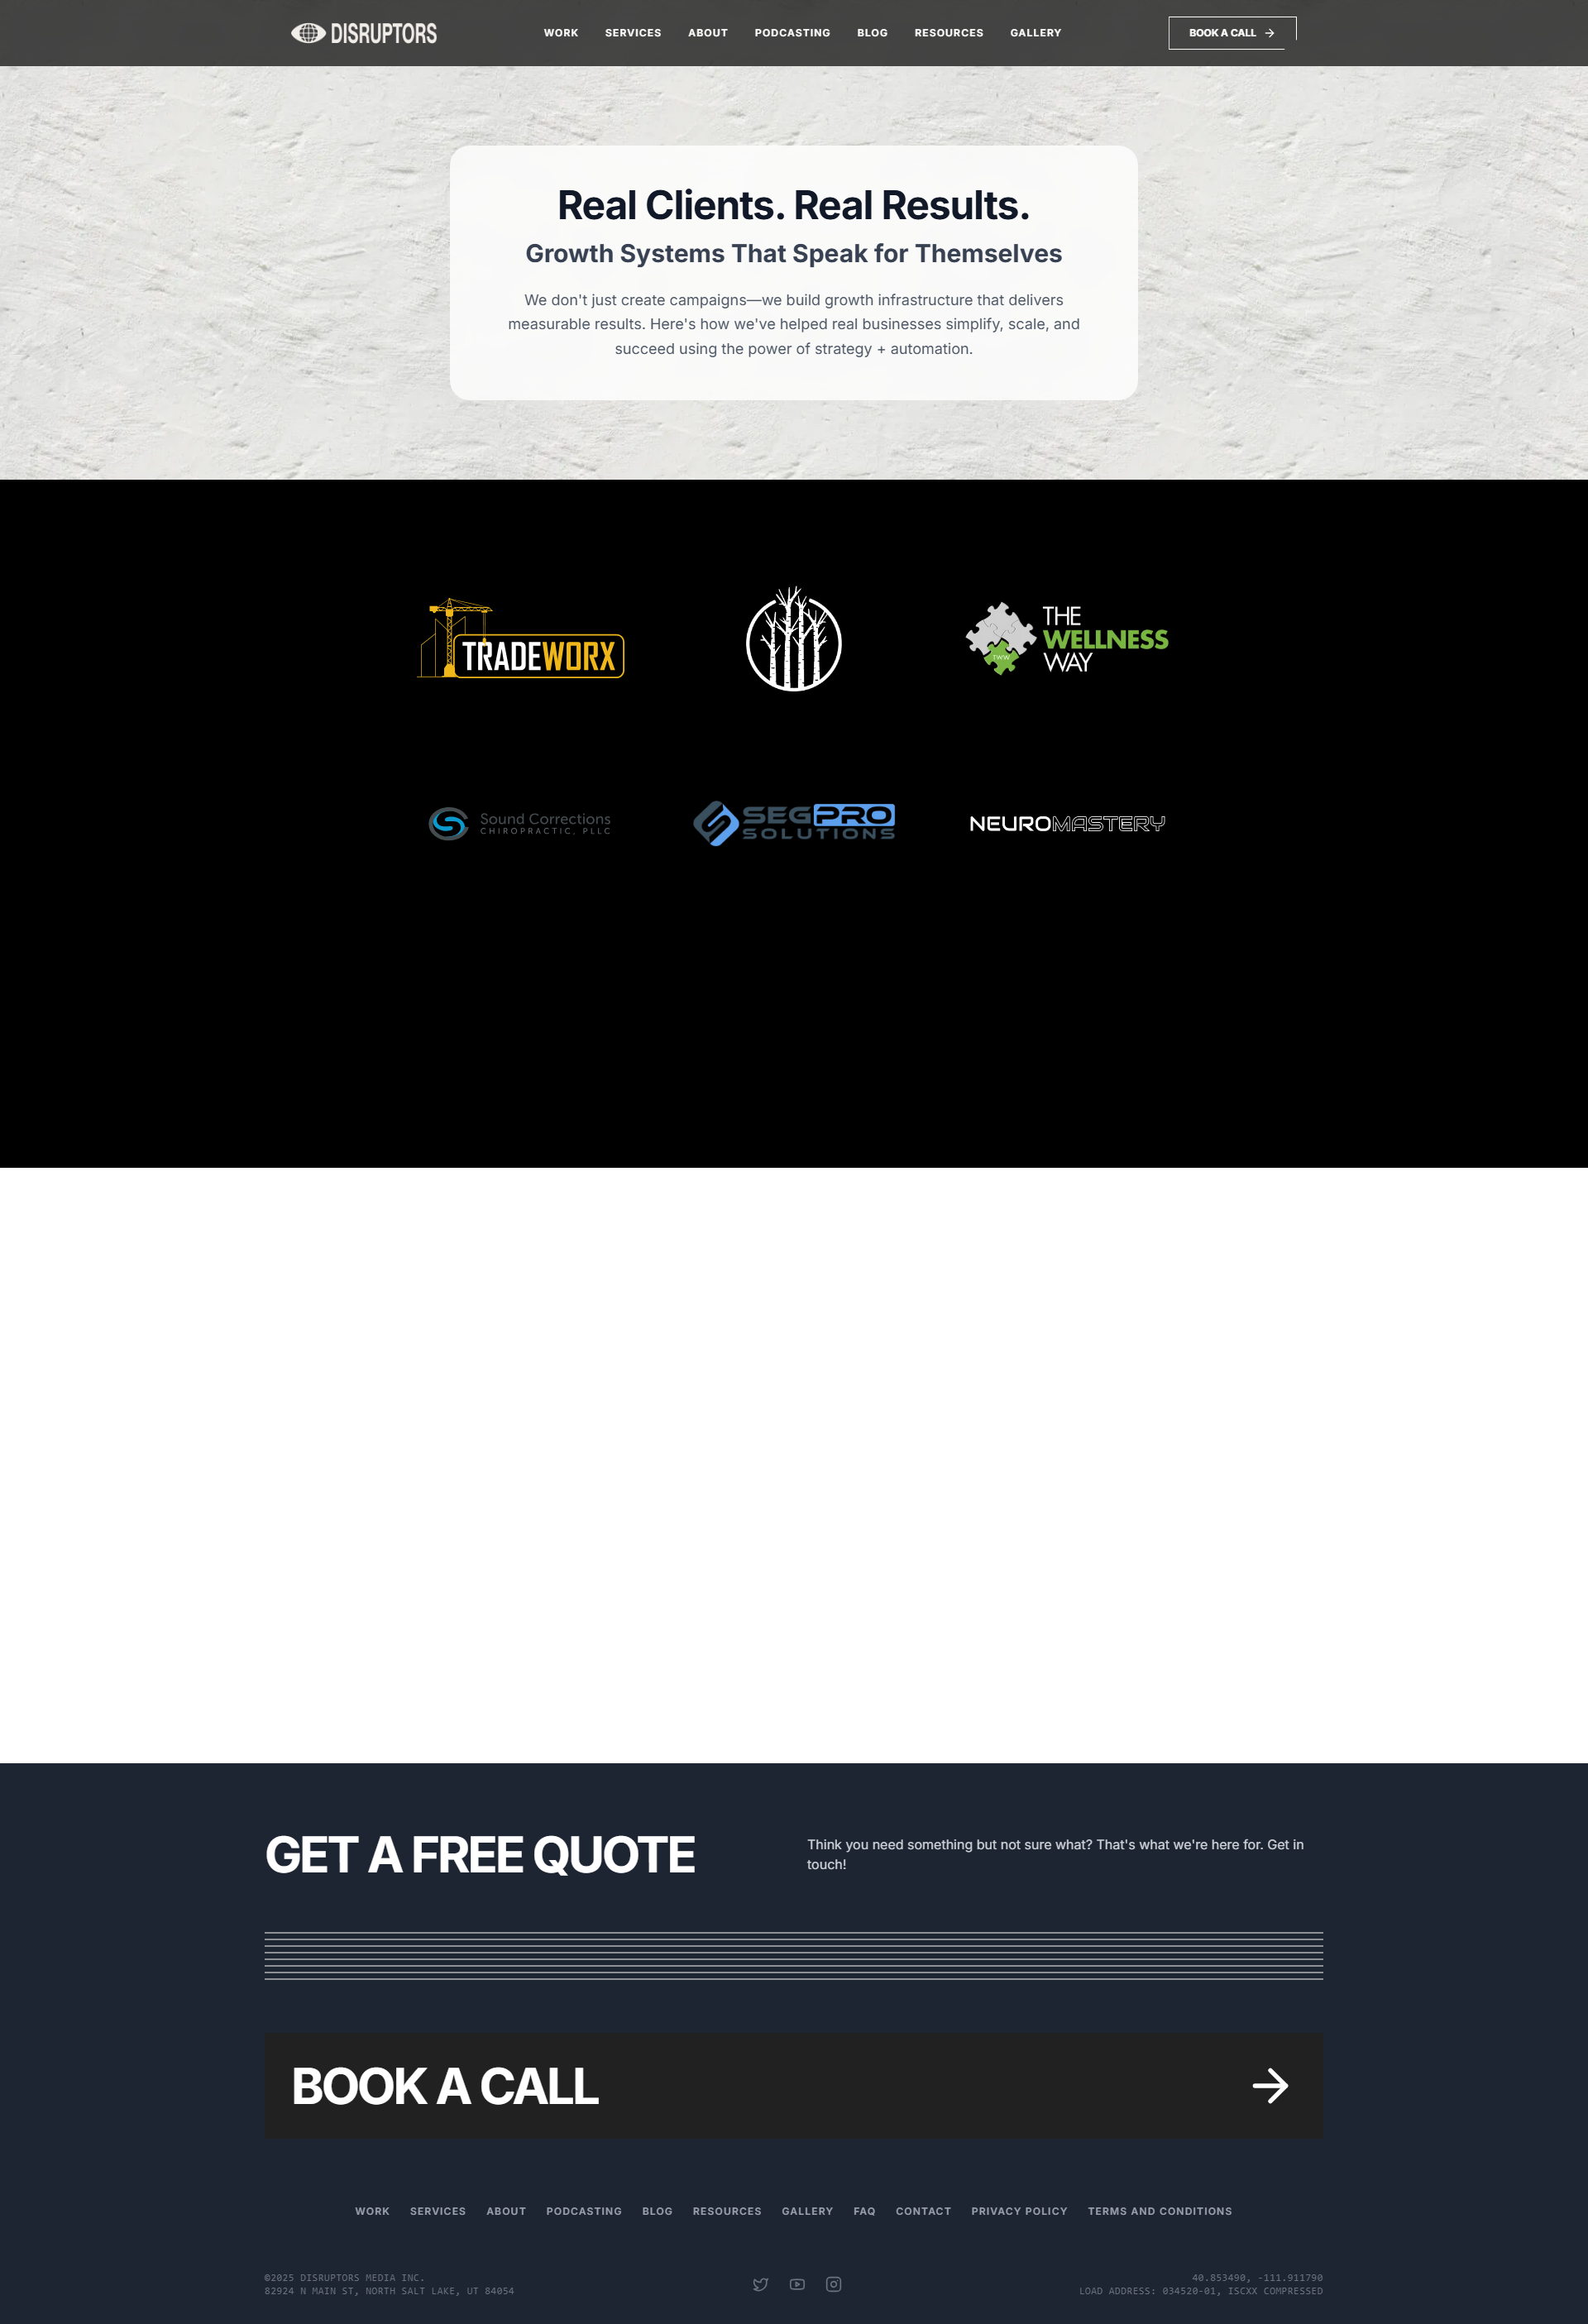 DISRUPTORS
WORK SERVICES ABOUT PODCASTING BLOG RESOURCES GALLERY
BOOK A CALL
Real Clients. Real Results.
Growth Systems That Speak for Themselves
We don't just create campaigns—we build growth infrastructure that delivers
measurable results. Here's how we've helped real businesses simplify, scale, and
succeed using the power of strategy + automation.
TRADEWORX
THE
WELLNESS
WAY
TWW
Sound Corrections
CHIROPRACTIC, PLLC
SEGPRO
SOLUTIONS
NEUROMASTERY
GET A FREE QUOTE
Think you need something but not sure what? That's what we're here for. Get in
touch!
BOOK A CALL
WORK SERVICES ABOUT PODCASTING BLOG RESOURCES GALLERY FAQ CONTACT PRIVACY POLICY TERMS AND CONDITIONS
©2025 DISRUPTORS MEDIA INC.
82924 N MAIN ST, NORTH SALT LAKE, UT 84054
40.853490, -111.911790
LOAD ADDRESS: 034520-01, ISCXX COMPRESSED